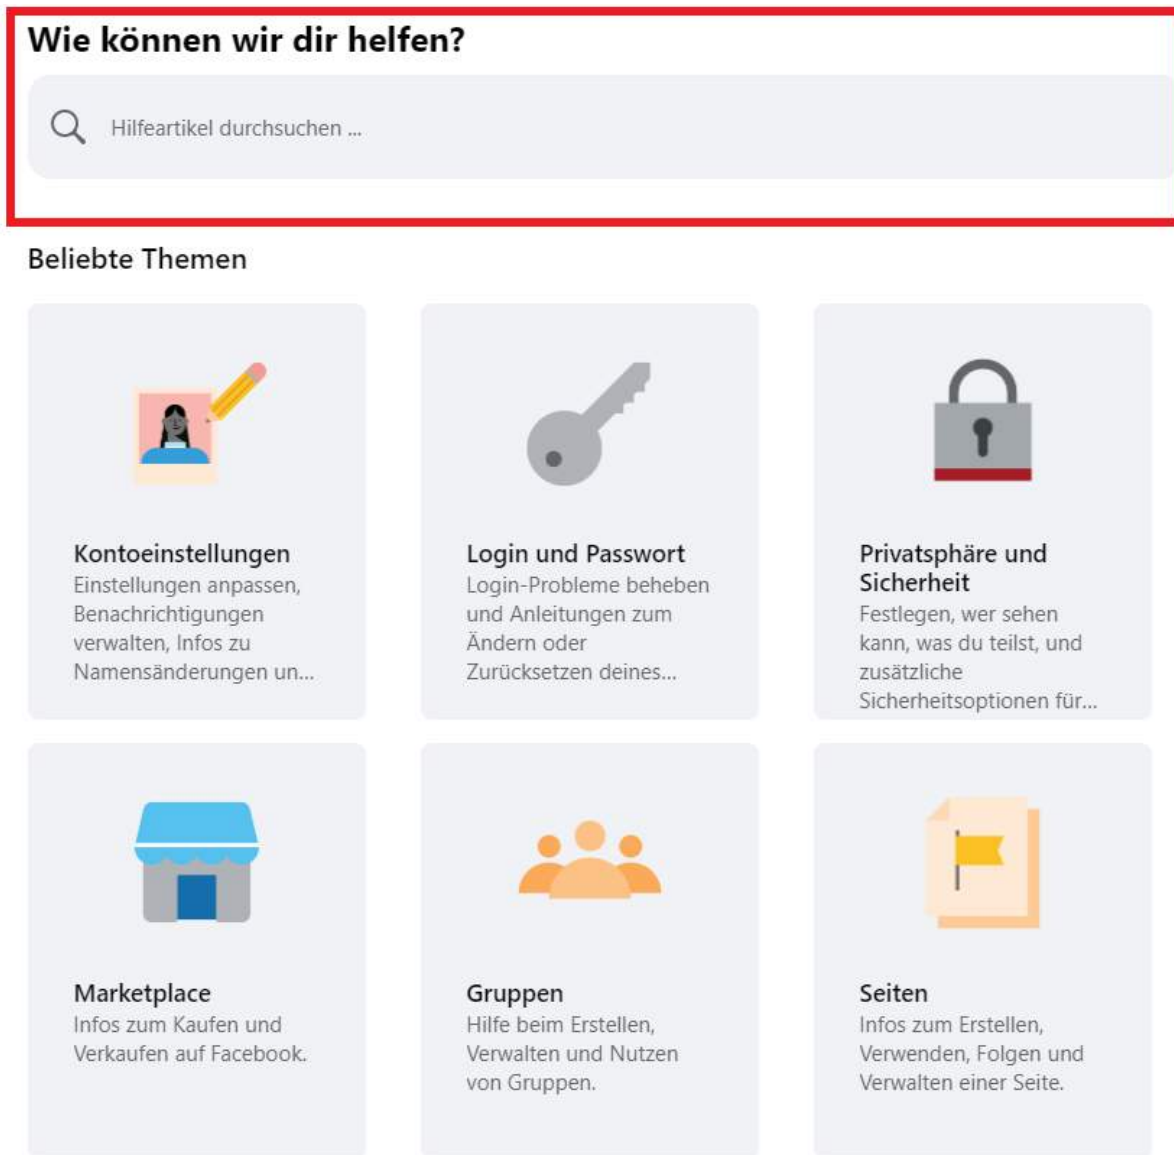 Wie können wir dir helfen?
Hilfeartikel durchsuchen ...
Beliebte Themen
Kontoeinstellungen
Einstellungen anpassen,
Benachrichtigungen
verwalten, Infos zu
Namensänderungen un...
Login und Passwort
Login-Probleme beheben
und Anleitungen zum
Ändern oder
Zurücksetzen deines...
Privatsphäre und
Sicherheit
Festlegen, wer sehen
kann, was du teilst, und
zusätzliche
Sicherheitsoptionen für...
Marketplace
Infos zum Kaufen und
Verkaufen auf Facebook.
Gruppen
Hilfe beim Erstellen,
Verwalten und Nutzen
von Gruppen.
Seiten
Infos zum Erstellen,
Verwenden, Folgen und
Verwalten einer Seite.